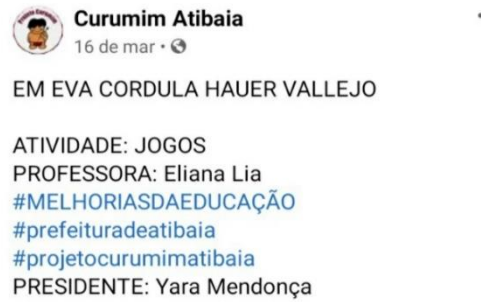 Curumim Atibaia
16 de mar •
EM EVA CORDULA HAUER VALLEJO
ATIVIDADE: JOGOS
PROFESSORA: Eliana Lia
#MELHORIASDAEDUCAÇÃO
#prefeituradeatibaia
#projetocurumimatibaia
PRESIDENTE: Yara Mendonça